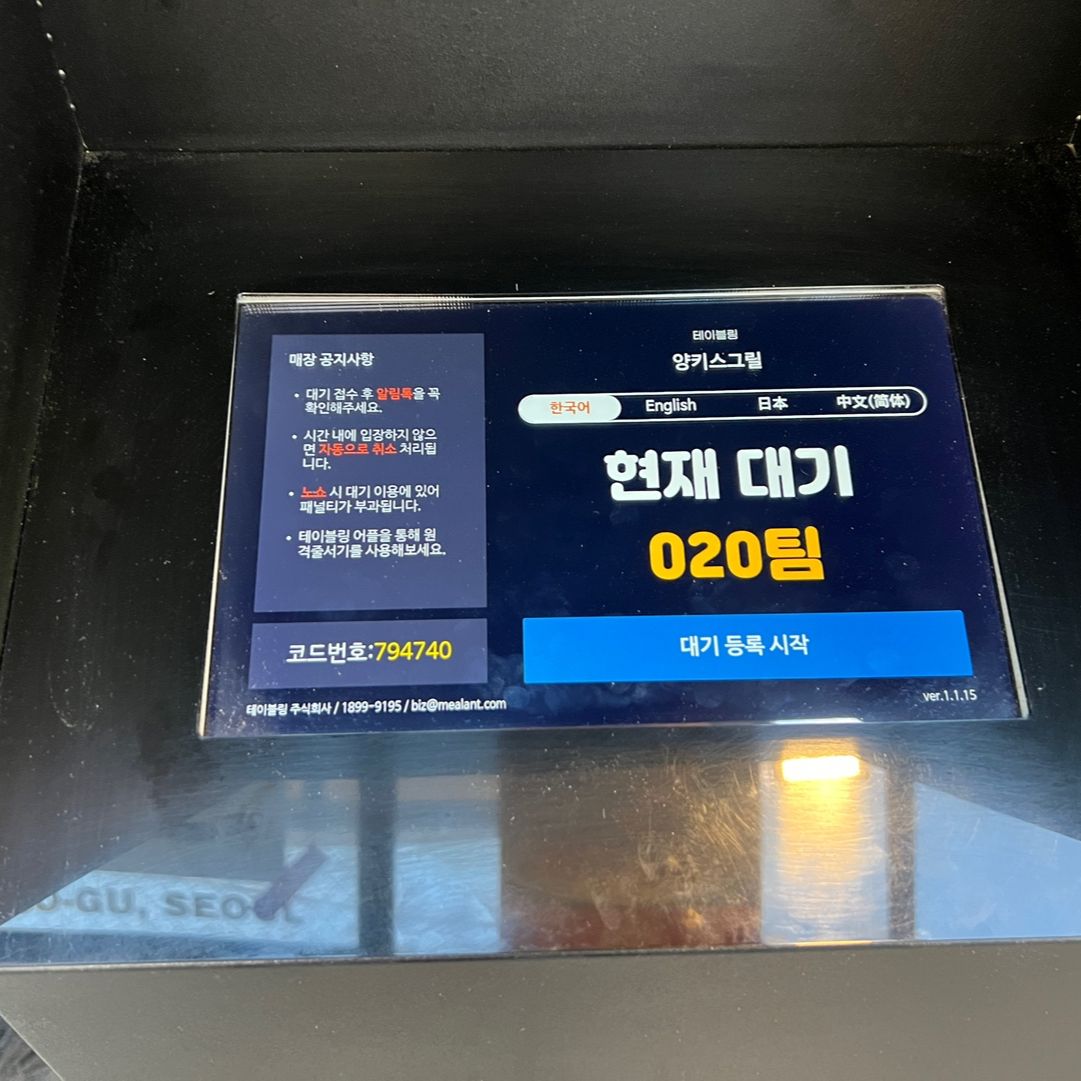 매장 공지사항
• 대기 접수 후 알림톡을 꼭
확인해주세요.
• 시간 내에 입장하지 않으
면 자동으로 취소 처리됩
니다.
• 노쇼 시 대기 이용에 있어
패널티가 부과됩니다.
• 테이블링 어플을 통해 원
격줄서기를 사용해보세요.
코드번호:794740
테이블링 주식회사 / 1899-9195 / biz@mealant.com
테이블링
양키스그릴
한국어 English 日本 中文(简体)
현재 대기
020팀
대기 등록 시작
ver.1.1.15
O-GU, SEOUL